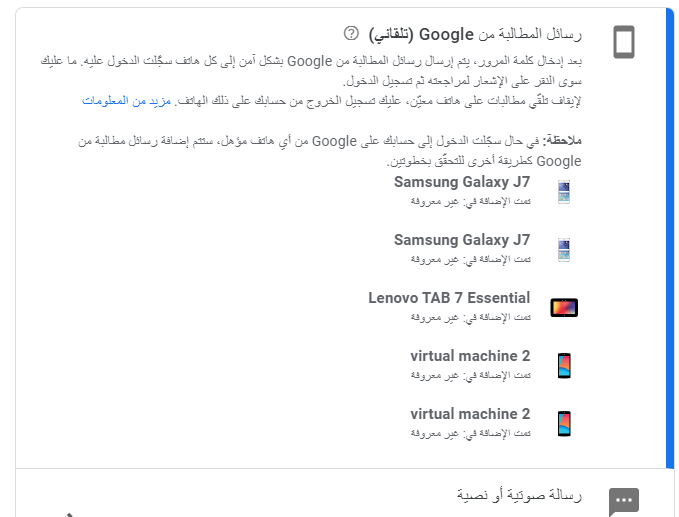 رسائل المطالبة من Google (تلقائي)
بعد إدخال كلمة المرور، يتم إرسال رسائل المطالبة من Google بشكل آمن إلى كل هاتف سجّلت الدخول عليه. ما عليك
سوى النقر على الإشعار لمراجعته ثم تسجيل الدخول.
لإيقاف تلقّي مطالبات على هاتف معيّن، عليك تسجيل الخروج من حسابك على ذلك الهاتف. مزيد من المعلومات
ملاحظة: في حال سجّلت الدخول إلى حسابك على Google من أي هاتف مؤهل، ستتم إضافة رسائل مطالبة من
Google كطريقة أخرى للتحقّق بخطوتين.
Samsung Galaxy J7
تمت الإضافة في: غير معروفة
Samsung Galaxy J7
تمت الإضافة في: غير معروفة
Lenovo TAB 7 Essential
تمت الإضافة في: غير معروفة
virtual machine 2
تمت الإضافة في: غير معروفة
virtual machine 2
تمت الإضافة في: غير معروفة
رسالة صوتية أو نصية